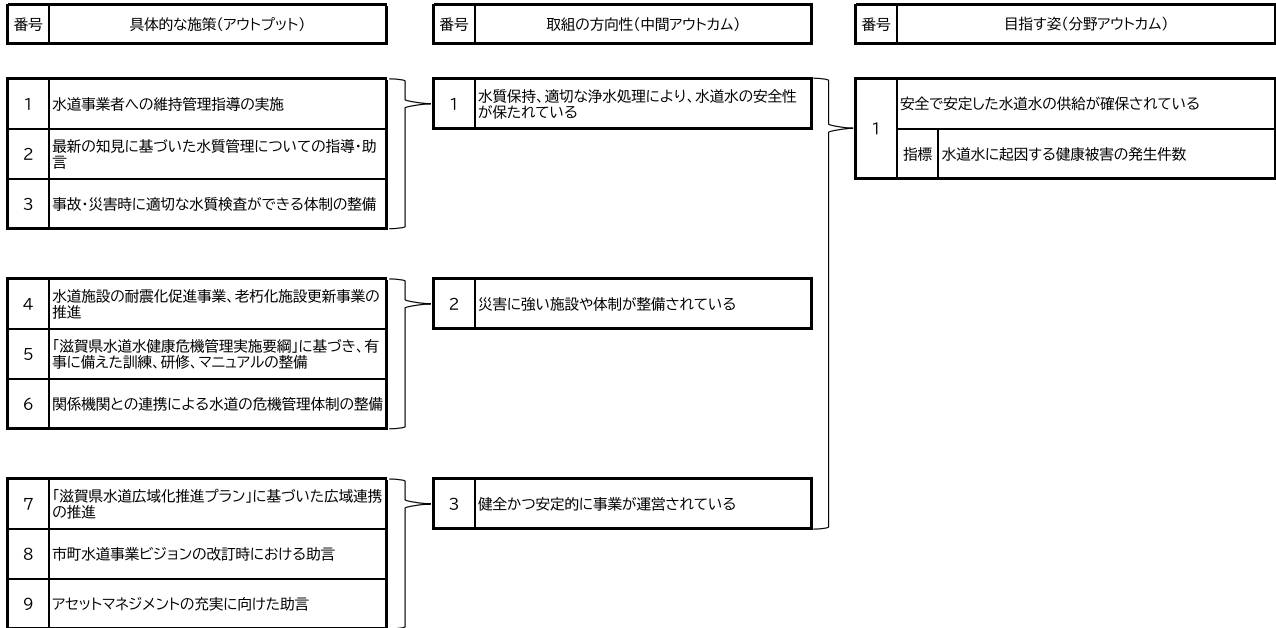 番号 具体的な施策(アウトプット)
番号 取組の方向性(中間アウトカム)
番号 目指す姿(分野アウトカム)
1 水道事業者への維持管理指導の実施
2 最新の知見に基づいた水質管理についての指導・助
言
3 事故・災害時に適切な水質検査ができる体制の整備
4 水道施設の耐震化促進事業、老朽化施設更新事業の
推進
5 「滋賀県水道水健康危機管理実施要綱」に基づき、有
事に備えた訓練、研修、マニュアルの整備
6 関係機関との連携による水道の危機管理体制の整備
7 「滋賀県水道広域化推進プラン」に基づいた広域連携
の推進
8 市町水道事業ビジョンの改訂時における助言
9 アセットマネジメントの充実に向けた助言
1 水質保持、適切な浄水処理により、水道水の安全性
が保たれている
2 災害に強い施設や体制が整備されている
3 健全かつ安定的に事業が運営されている
1 安全で安定した水道水の供給が確保されている
指標 水道水に起因する健康被害の発生件数